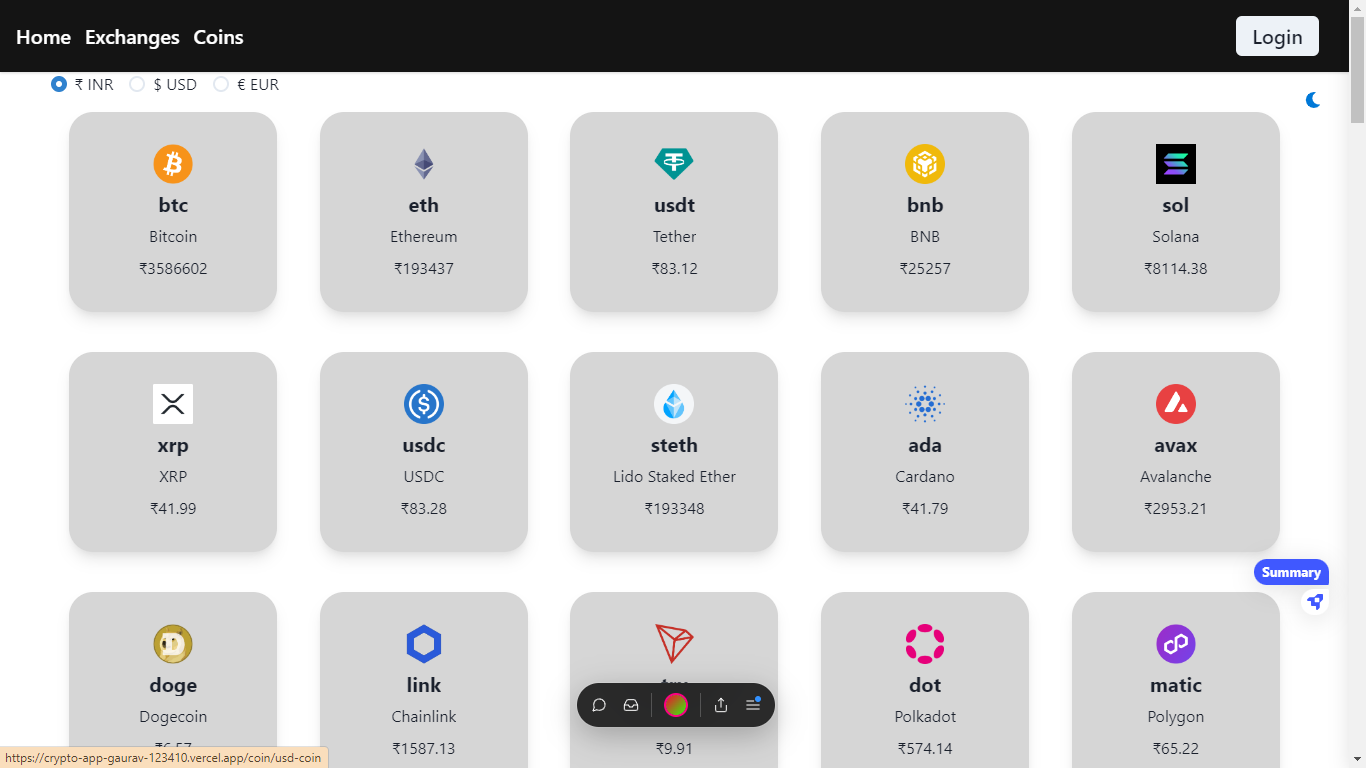 Home Exchanges Coins Login
₹ INR $ USD € EUR
btc
Bitcoin
₹3586602
eth
Ethereum
₹193437
usdt
Tether
₹83.12
bnb
BNB
₹25257
sol
Solana
₹8114.38
xrp
XRP
₹41.99
usdc
USDC
₹83.28
steth
Lido Staked Ether
₹193348
ada
Cardano
₹41.79
avax
Avalanche
₹2953.21
Summary
doge
Dogecoin
link
Chainlink
₹1587.13
₹9.91
dot
Polkadot
₹574.14
matic
Polygon
₹65.22
https://crypto-app-gaurav-123410.vercel.app/coin/usd-coin